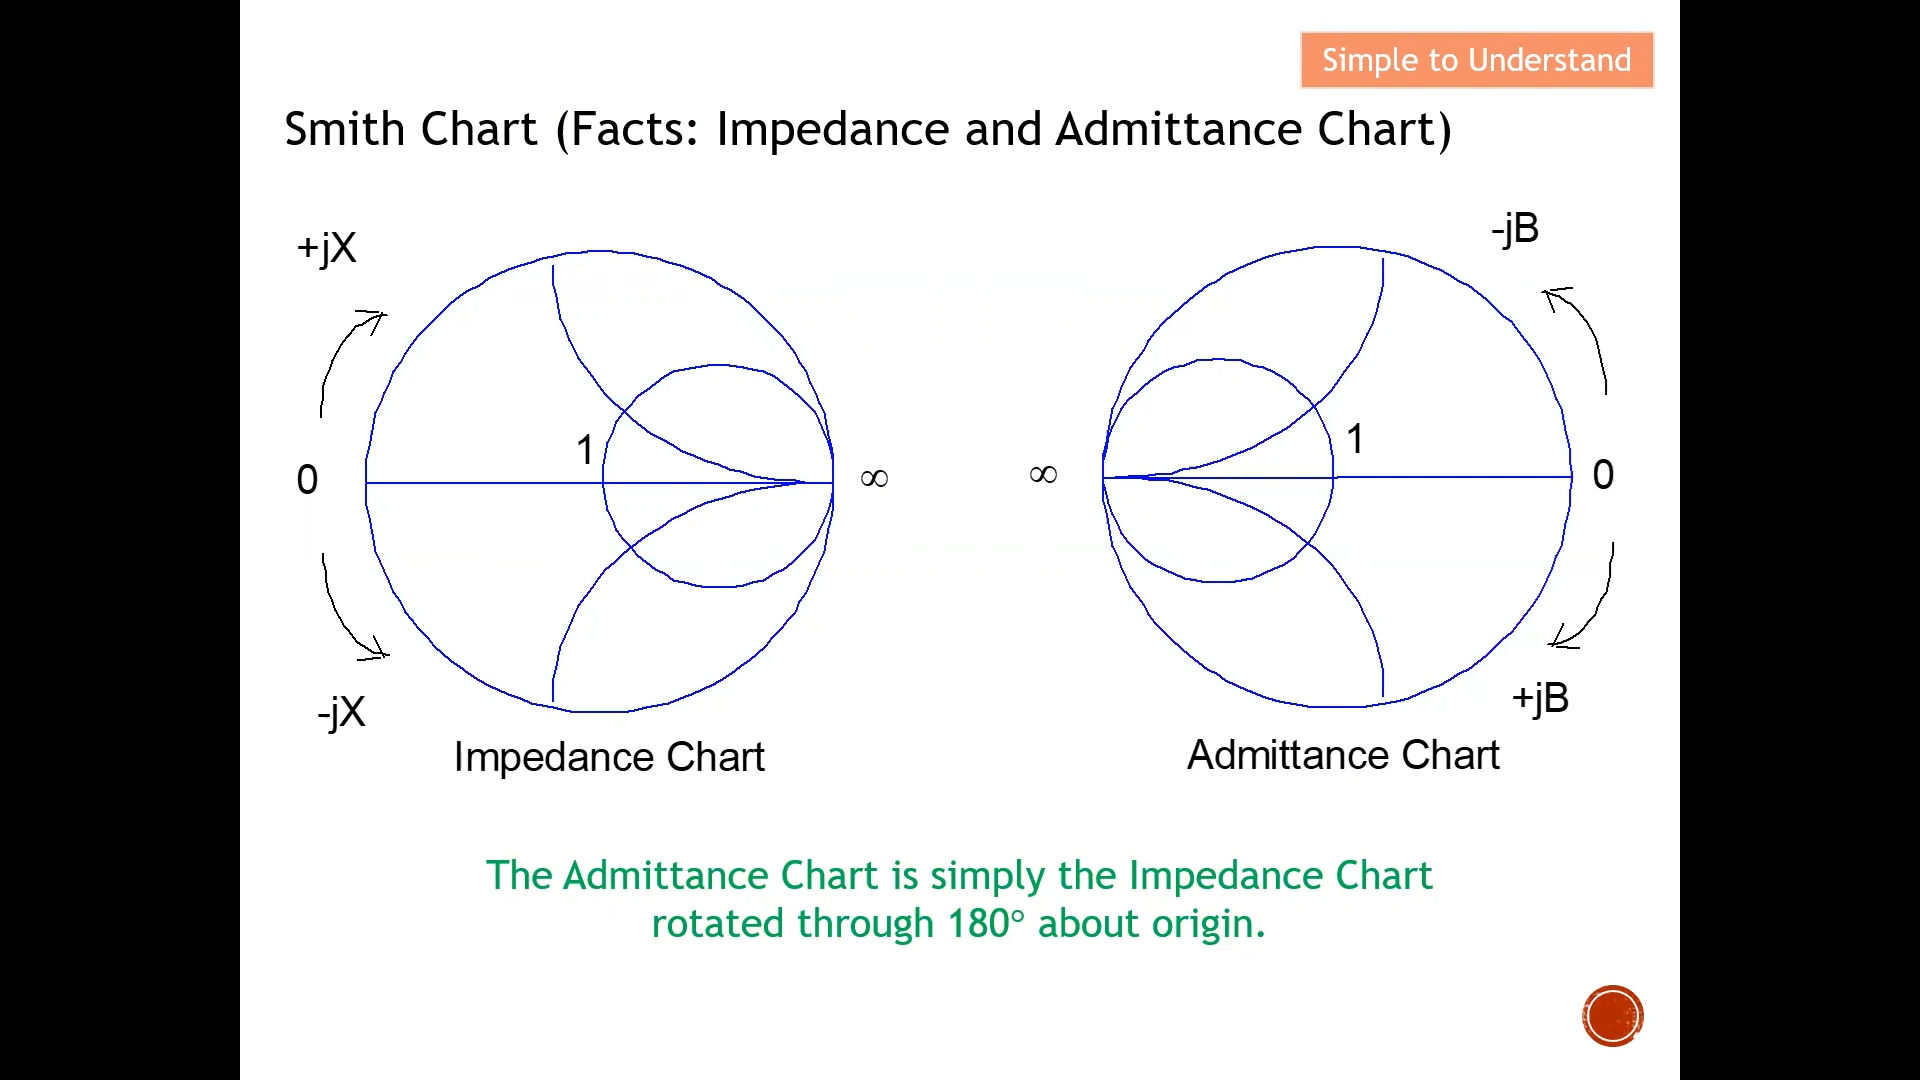 Simple to Understand
Smith Chart (Facts: Impedance and Admittance Chart)
+jX
-jB
1
1
0
∞
∞
0
-jX
+jB
Impedance Chart
Admittance Chart
The Admittance Chart is simply the Impedance Chart
rotated through 180° about origin.